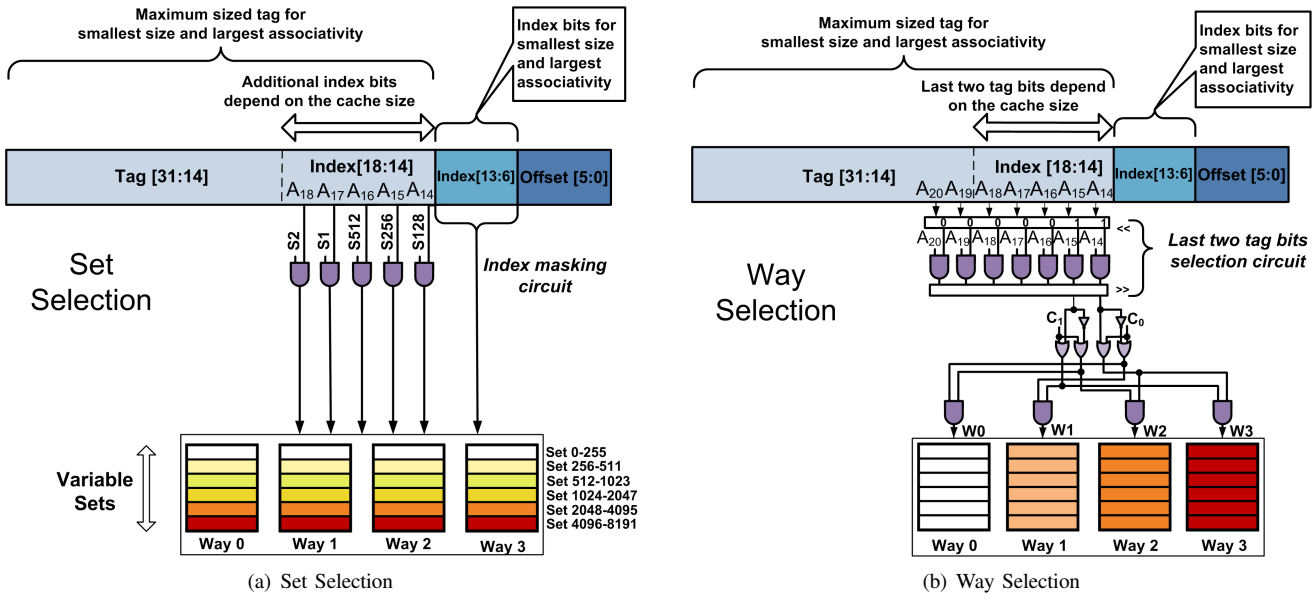 Maximum sized tag for
smallest size and largest associativity
Index bits for
smallest size
and largest
associativity
Additional index bits
depend on the cache size
Tag [31:14]
Index[18:14]
Index[13:6]
Offset [5:0]
A18 A17 A16 A15 A14
S2 S1 S512 S256 S128
Set
Selection
Index masking
circuit
Variable
Sets
Set 0-255
Set 256-511
Set 512-1023
Set 1024-2047
Set 2048-4095
Set 4096-8191
Way 0 Way 1 Way 2 Way 3
(a) Set Selection
Maximum sized tag for
smallest size and largest associativity
Index bits for
smallest size
and largest
associativity
Last two tag bits depend
on the cache size
Tag [31:14]
Index [18:14]
Index[13:6]
Offset [5:0]
A20 A19 A18 A17 A16 A15 A14
0 0 0 0 0 1 1
<<
A20 A19 A18 A17 A16 A15 A14
>>
Last two tag bits
selection circuit
Way
Selection
C1 C0
W0 W1 W2 W3
Way 0 Way 1 Way 2 Way 3
(b) Way Selection